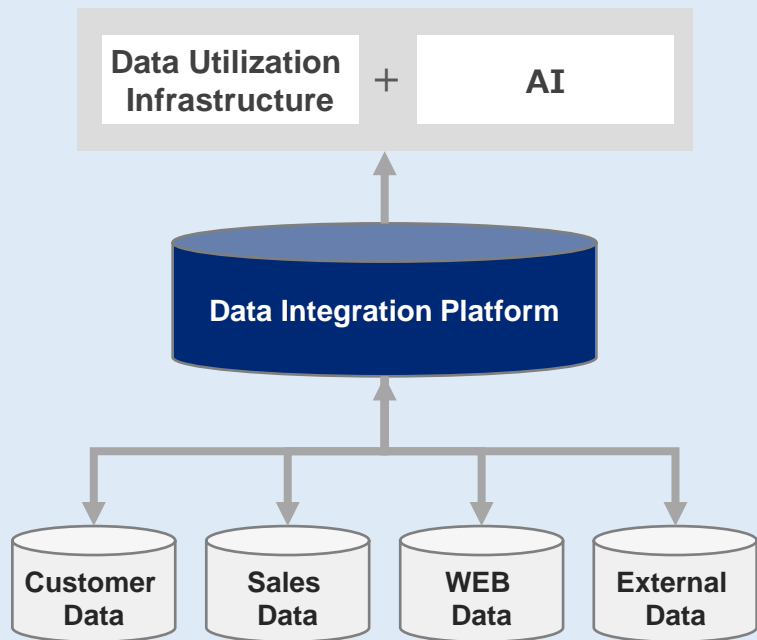 Data Utilization
Infrastructure
+
AI
Data Integration Platform
Customer
Data
Sales
Data
WEB
Data
External
Data